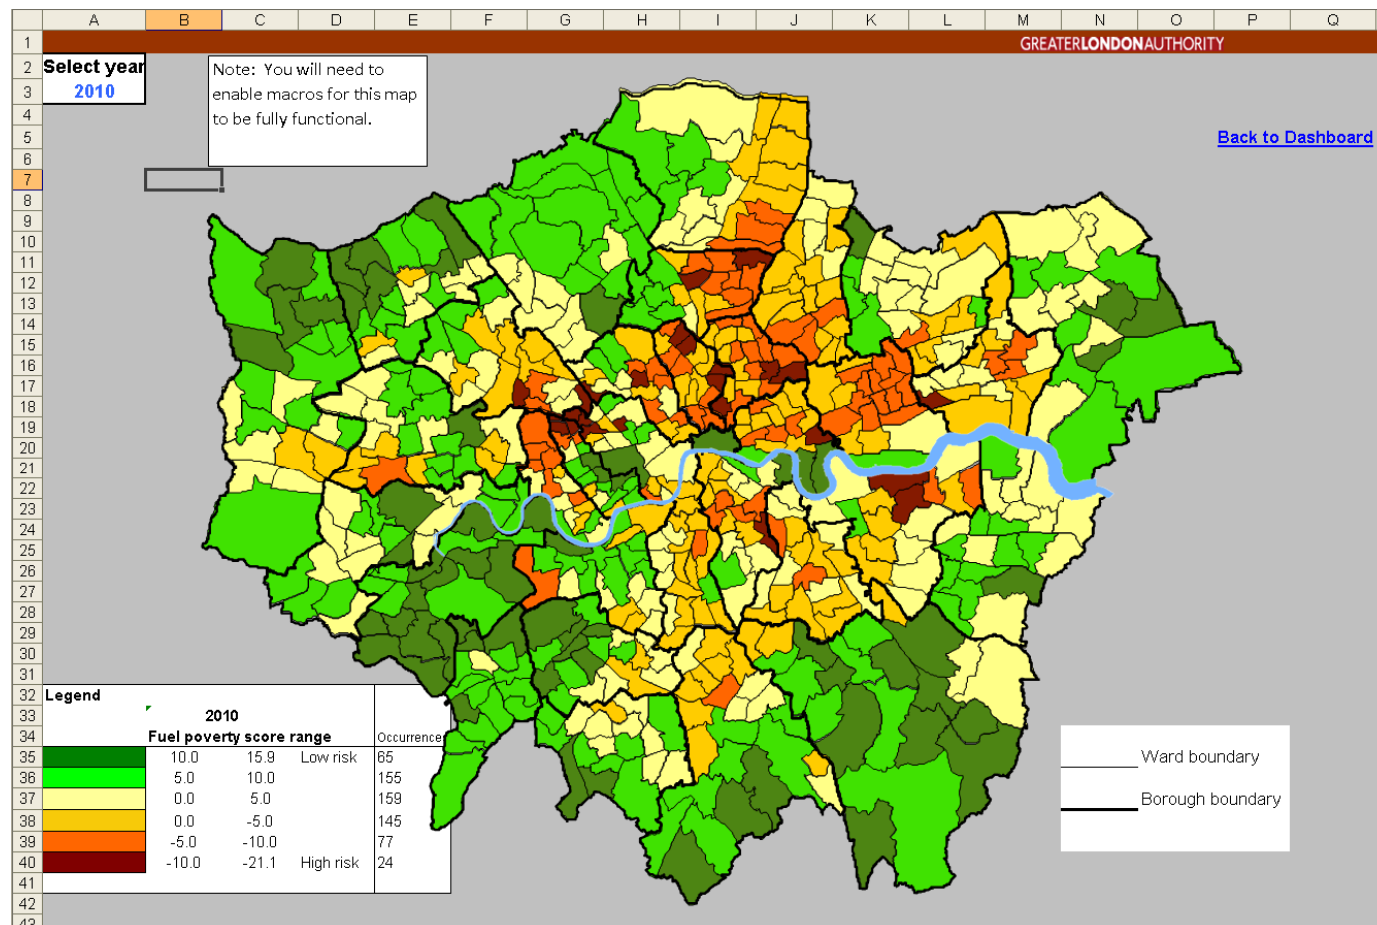 A B C D E F G H I J K L M N O P Q
1 GREATERLONDONAUTHORITY
2 Select year
3 2010
Note: You will need to
enable macros for this map
to be fully functional.
4
5 Back to Dashboard
6
7
8
9
10
11
12
13
14
15
16
17
18
19
20
21
22
23
24
25
26
27
28
29
30
31
32 Legend
33 2010
34 Fuel poverty score range Occurrence
35 10.0 15.9 Low risk 65
36 5.0 10.0 155
37 0.0 5.0 159
38 0.0 -5.0 145
39 -5.0 -10.0 77
40 -10.0 -21.1 High risk 24
41
42
43
Ward boundary
Borough boundary